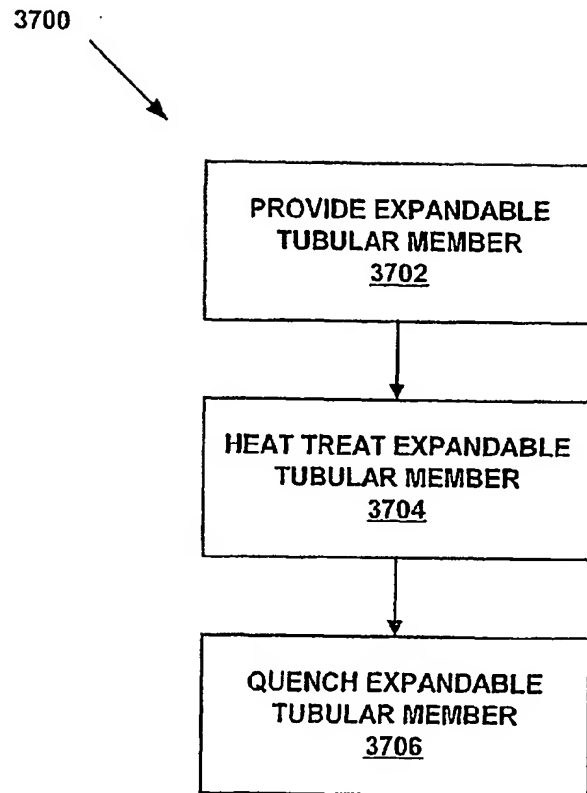 3700
PROVIDE EXPANDABLE
TUBULAR MEMBER
3702
HEAT TREAT EXPANDABLE
TUBULAR MEMBER
3704
QUENCH EXPANDABLE
TUBULAR MEMBER
3706